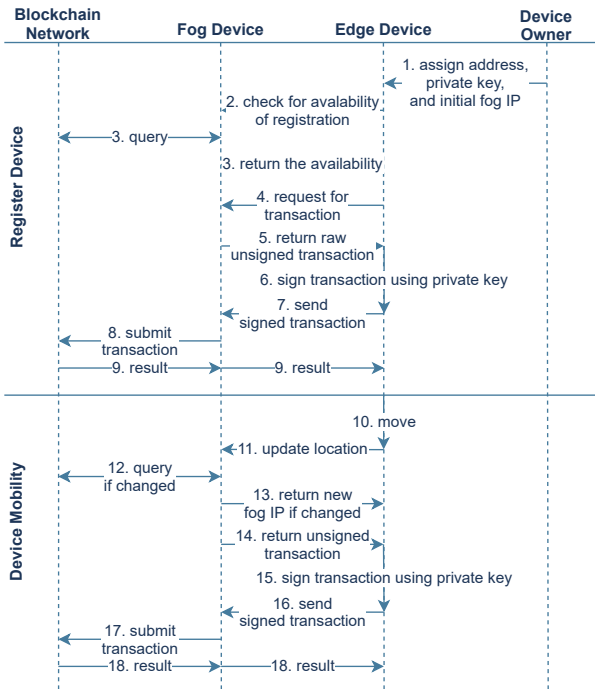 Blockchain
Network
Fog Device
Edge Device
Device
Owner
Register Device
1. assign address,
private key,
and initial fog IP
2. check for avalability
of registration
3. query
3. return the availability
4. request for
transaction
5. return raw
unsigned transaction
6. sign transaction using private key
7. send
signed transaction
8. submit
transaction
9. result
9. result
Device Mobility
10. move
11. update location
12. query
if changed
13. return new
fog IP if changed
14. return unsigned
transaction
15. sign transaction using private key
16. send
signed transaction
17. submit
transaction
18. result
18. result